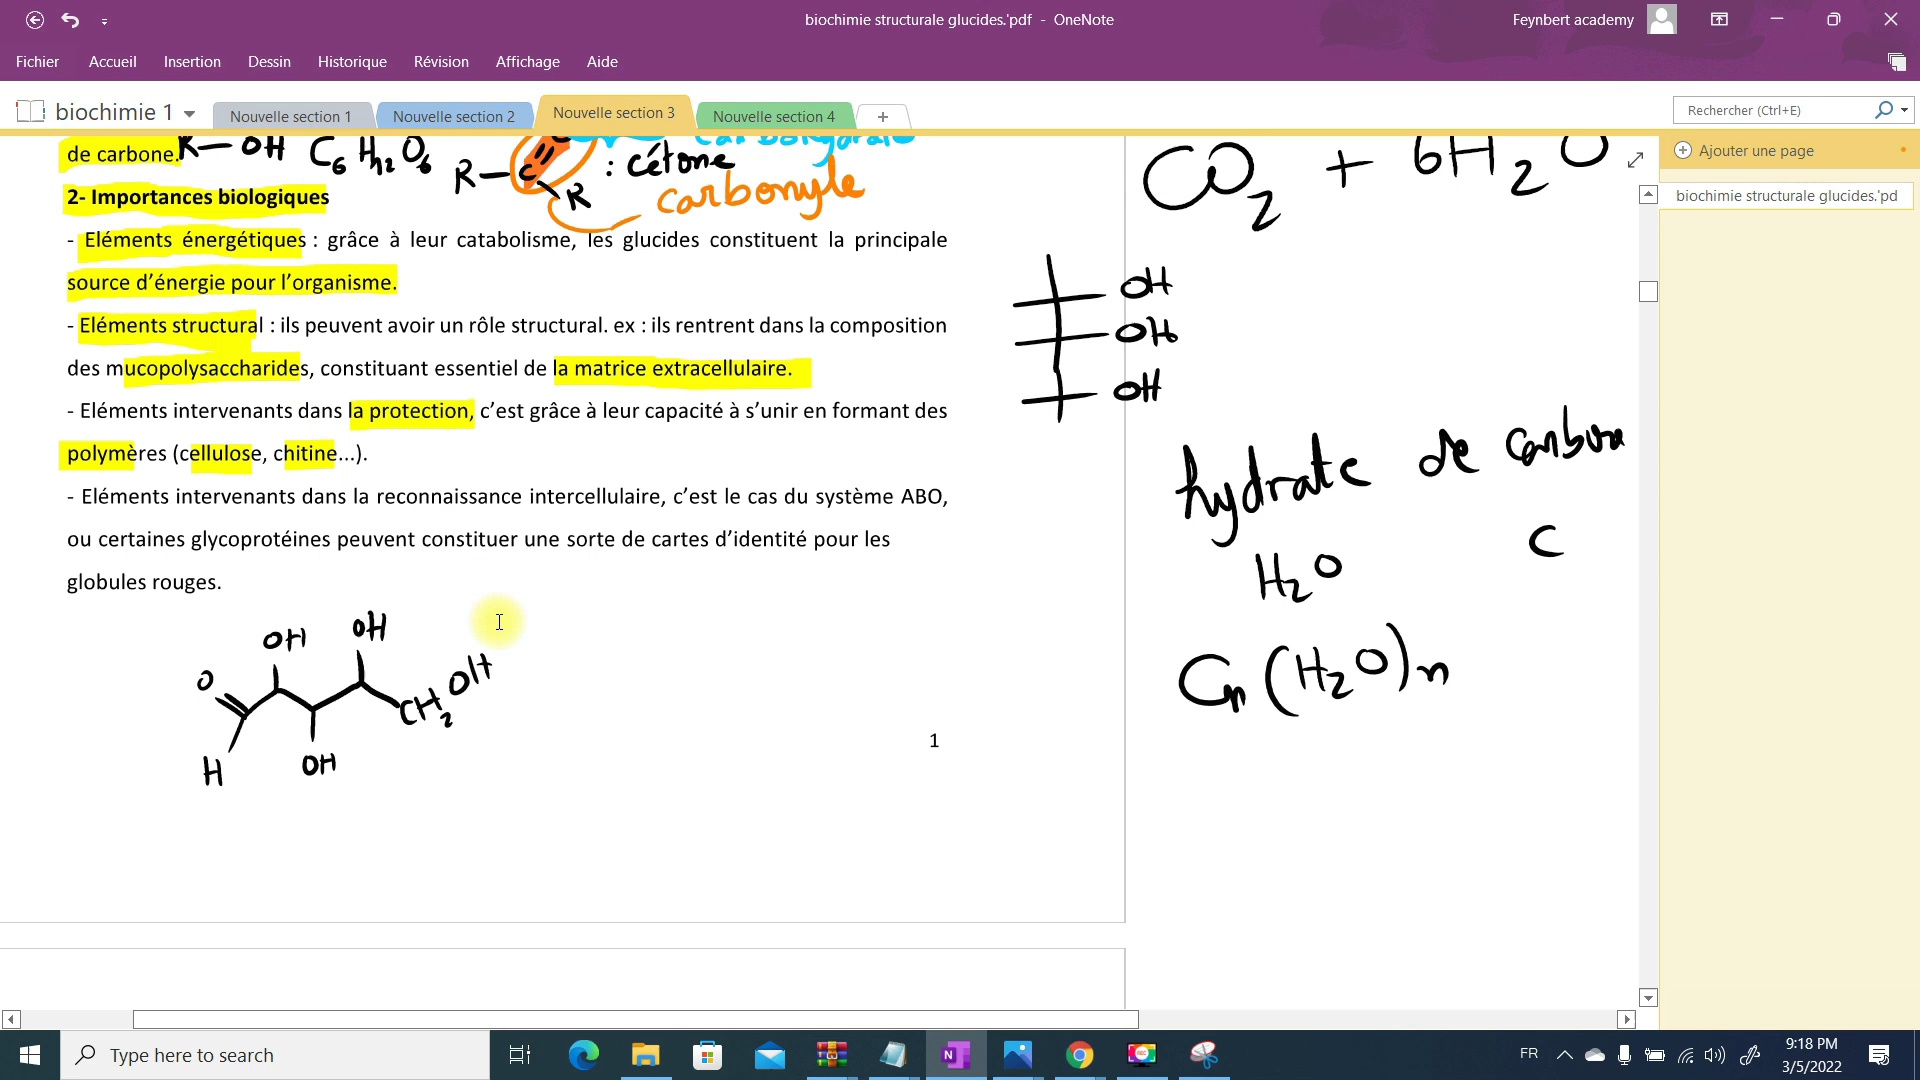 biochimie structurale glucides.'pdf - OneNote
Feynbert academy
Fichier Accueil Insertion Dessin Historique Révision Affichage Aide
biochimie 1
Nouvelle section 1 Nouvelle section 2 Nouvelle section 3 Nouvelle section 4 +
Rechercher (Ctrl+E)
Ajouter une page
biochimie structurale glucides.'pd
de carbone. R—OH C6 H12 O6
R—C R : cétone
carbonyle
CO2 + 6H2O
2- Importances biologiques
- Eléments énergétiques : grâce à leur catabolisme, les glucides constituent la principale
source d'énergie pour l'organisme.
- Eléments structural : ils peuvent avoir un rôle structural. ex : ils rentrent dans la composition
des mucopolysaccharides, constituant essentiel de la matrice extracellulaire.
- Eléments intervenants dans la protection, c'est grâce à leur capacité à s'unir en formant des
polymères (cellulose, chitine...).
- Eléments intervenants dans la reconnaissance intercellulaire, c'est le cas du système ABO,
ou certaines glycoprotéines peuvent constituer une sorte de cartes d'identité pour les
globules rouges.
OH
OH
OH
hydrate de carbone
H2O C
Cn(H2O)n
OH OH
O CH2OH
H OH
1
Type here to search
FR
9:18 PM
3/5/2022